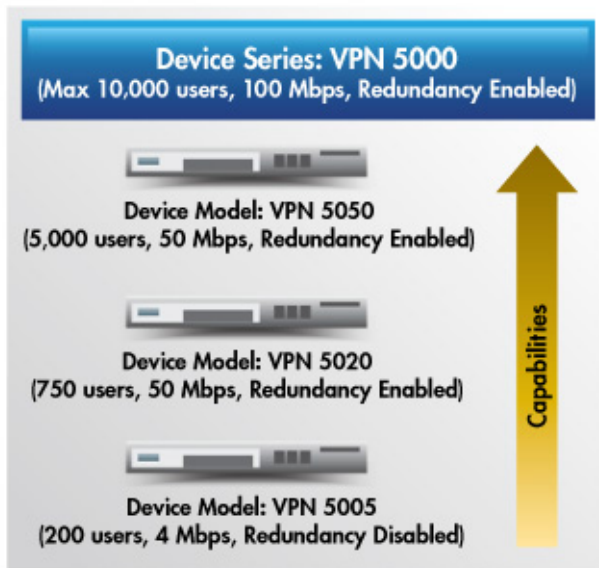 Device Series: VPN 5000
(Max 10,000 users, 100 Mbps, Redundancy Enabled)
Device Model: VPN 5050
(5,000 users, 50 Mbps, Redundancy Enabled)
Device Model: VPN 5020
(750 users, 50 Mbps, Redundancy Enabled)
Device Model: VPN 5005
(200 users, 4 Mbps, Redundancy Disabled)
Capabilities